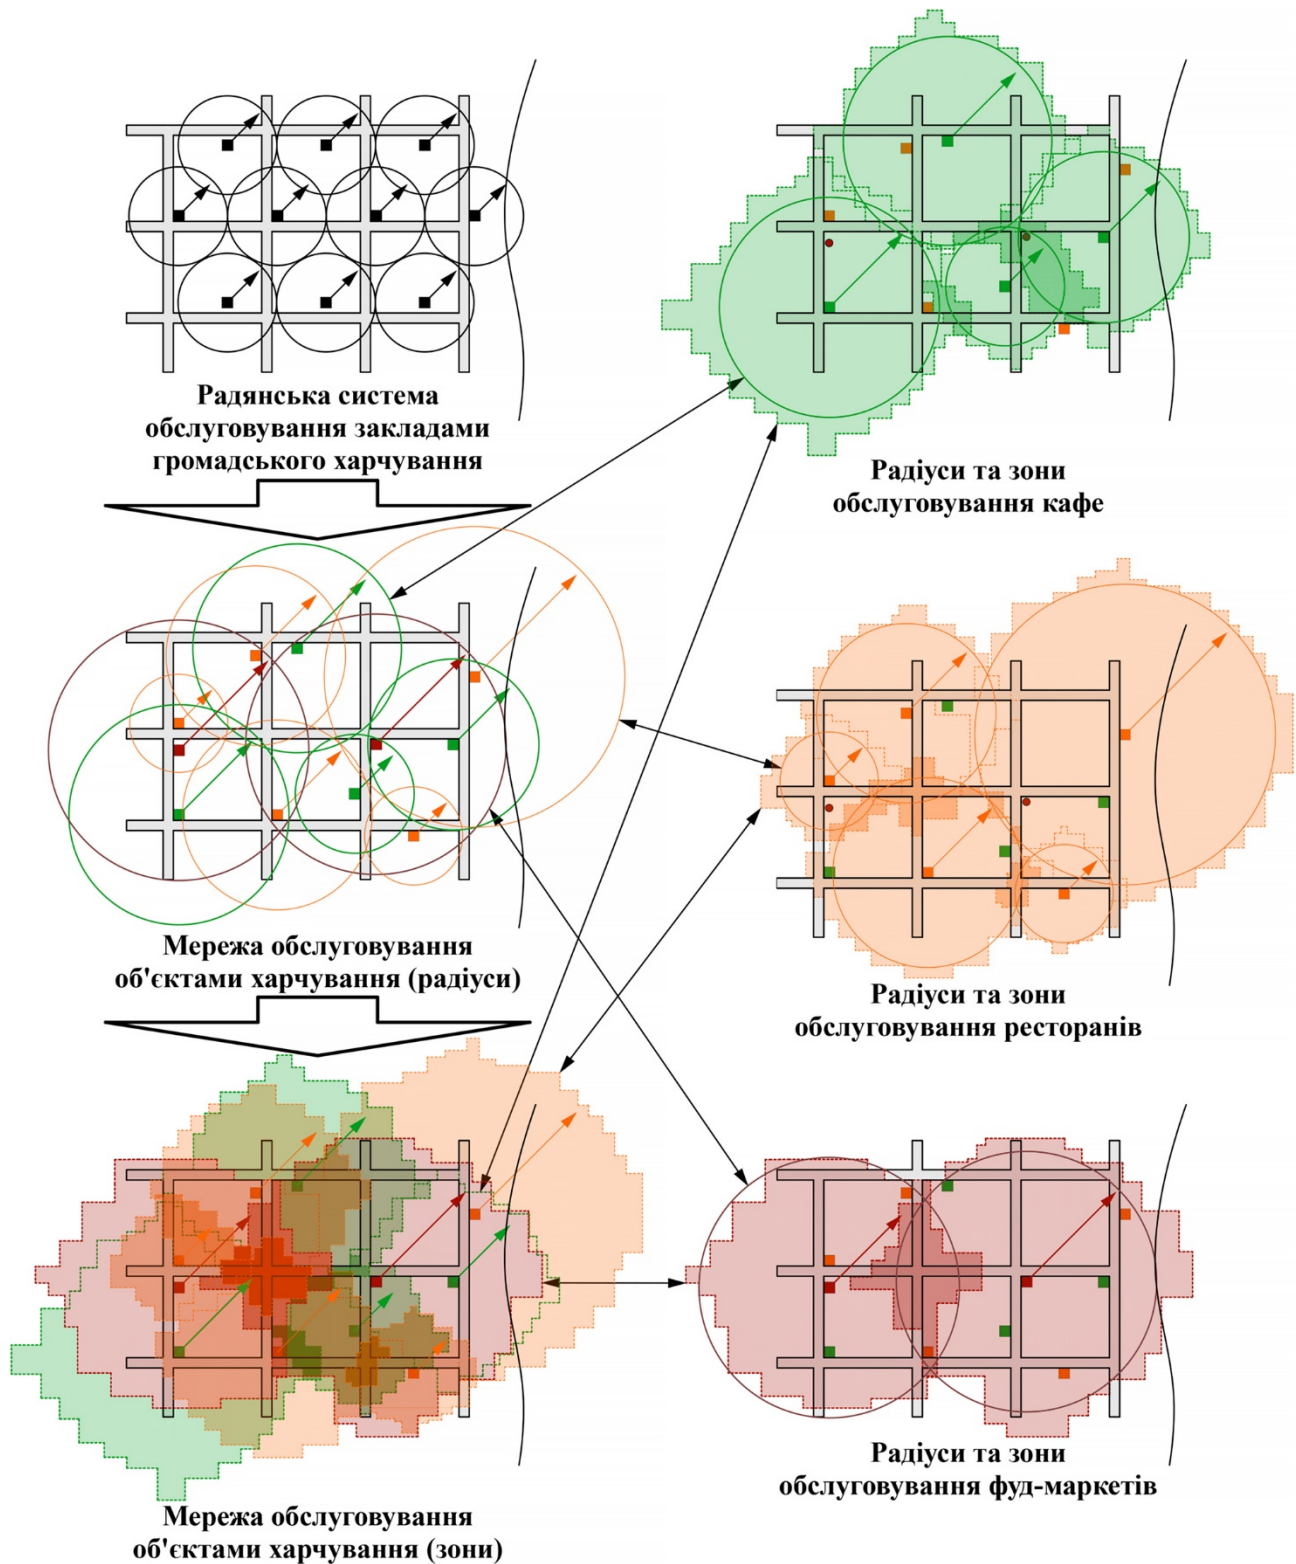 Радянська система
обслуговування закладами
громадського харчування
Радіуси та зони
обслуговування кафе
Мережа обслуговування
об'єктами харчування (радіуси)
Радіуси та зони
обслуговування ресторанів
Мережа обслуговування
об'єктами харчування (зони)
Радіуси та зони
обслуговування фуд-маркетів